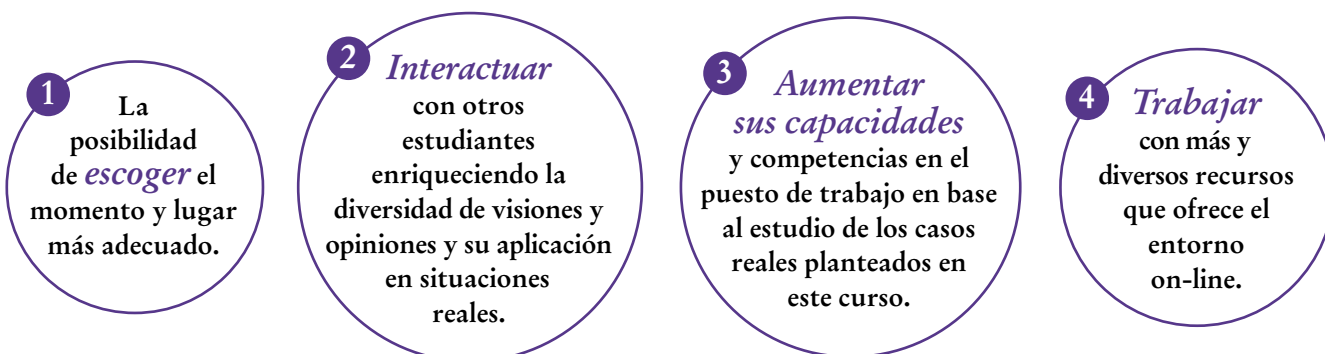 1
La
posibilidad
de escoger el
momento y lugar
más adecuado.
2
Interactuar
con otros
estudiantes
enriqueciendo la
diversidad de visiones y
opiniones y su aplicación
en situaciones
reales.
3
Aumentar
sus capacidades
y competencias en el
puesto de trabajo en base
al estudio de los casos
reales planteados en
este curso.
4
Trabajar
con más y
diversos recursos
que ofrece el
entorno
on-line.